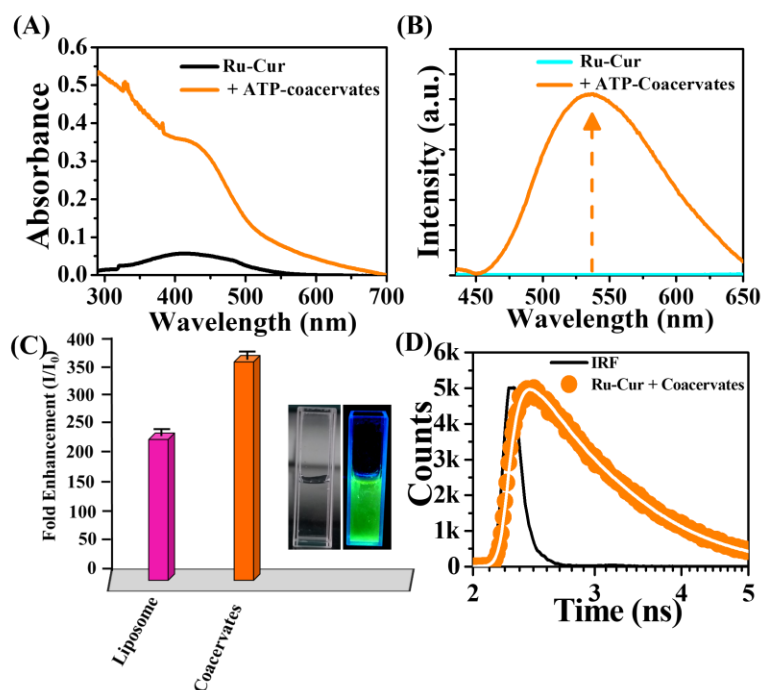 (A)
Absorbance
0.6
0.5
0.4
0.3
0.2
0.1
0.0
Ru-Cur
+ ATP-coacervates
300 400 500 600 700
Wavelength (nm)
(B)
Intensity (a.u.)
Ru-Cur
+ ATP-Coacervates
450 500 550 600 650
Wavelength (nm)
(C)
Fold Enhancement (I/I₀)
400
350
300
250
200
150
100
50
0
Liposome
Coacervates
(D)
Counts
6k
5k
4k
3k
2k
1k
0
IRF
Ru-Cur + Coacervates
2 3 4 5
Time (ns)